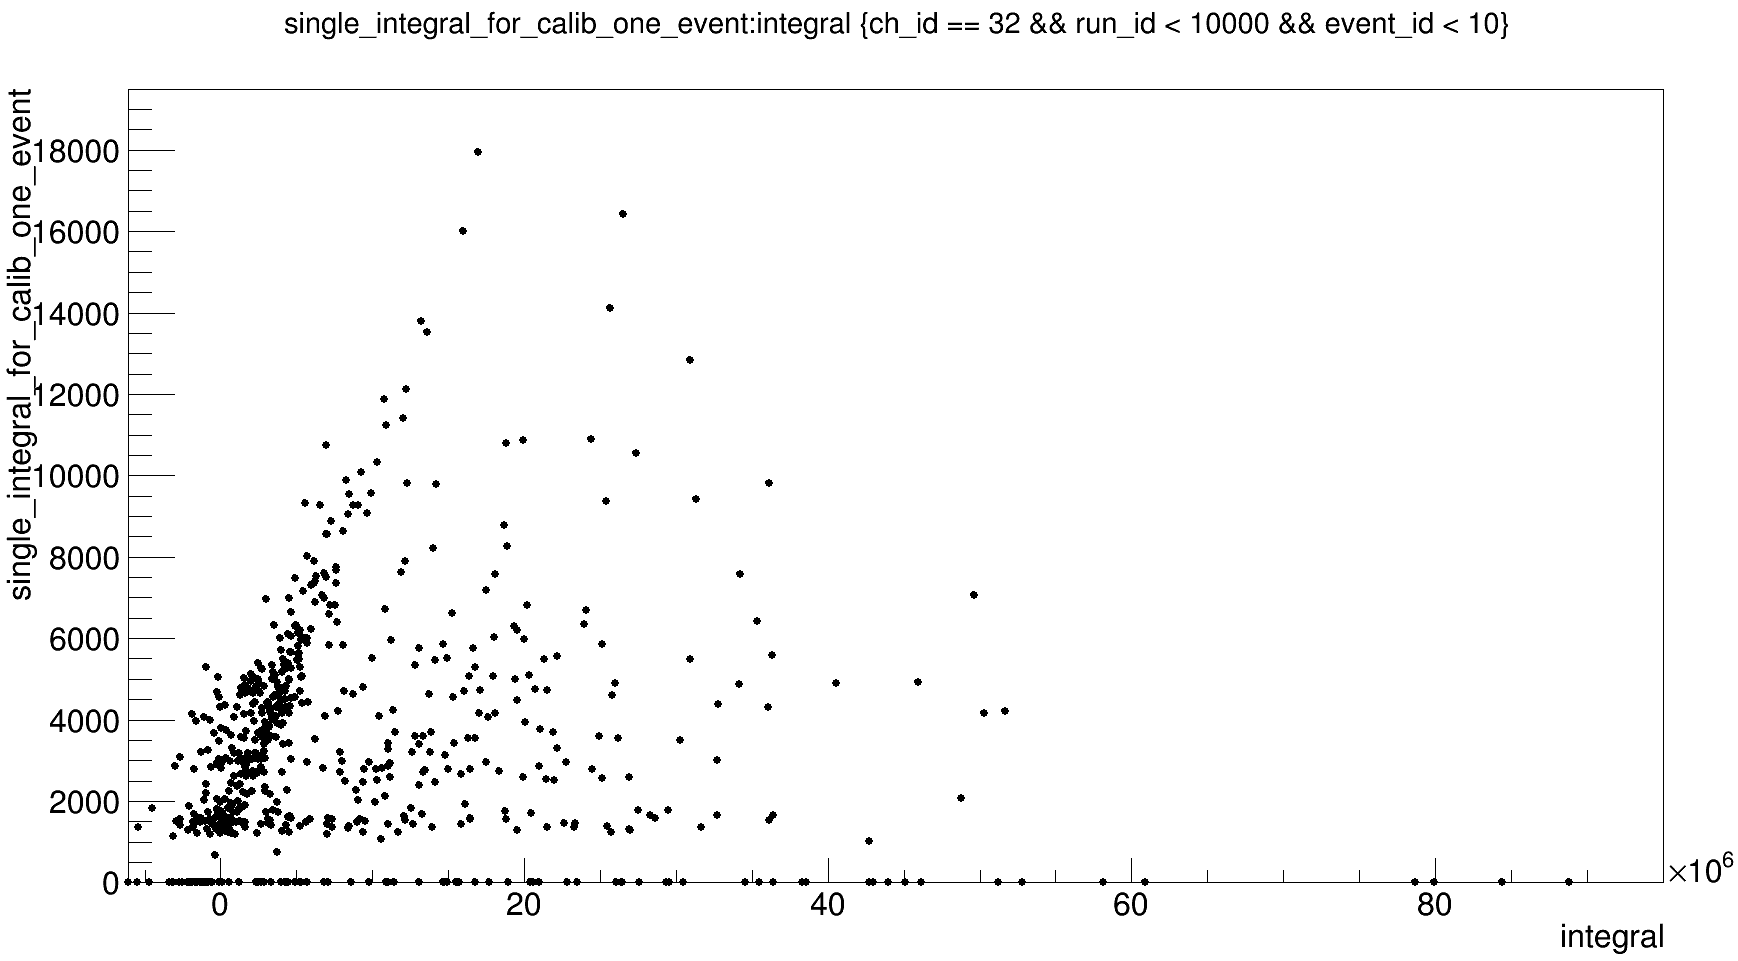 single_integral_for_calib_one_event:integral {ch_id == 32 && run_id < 10000 && event_id < 10}
single_integral_for_calib_one_event
18000
16000
14000
12000
10000
8000
6000
4000
2000
0
0 20 40 60 80
×10⁶
integral